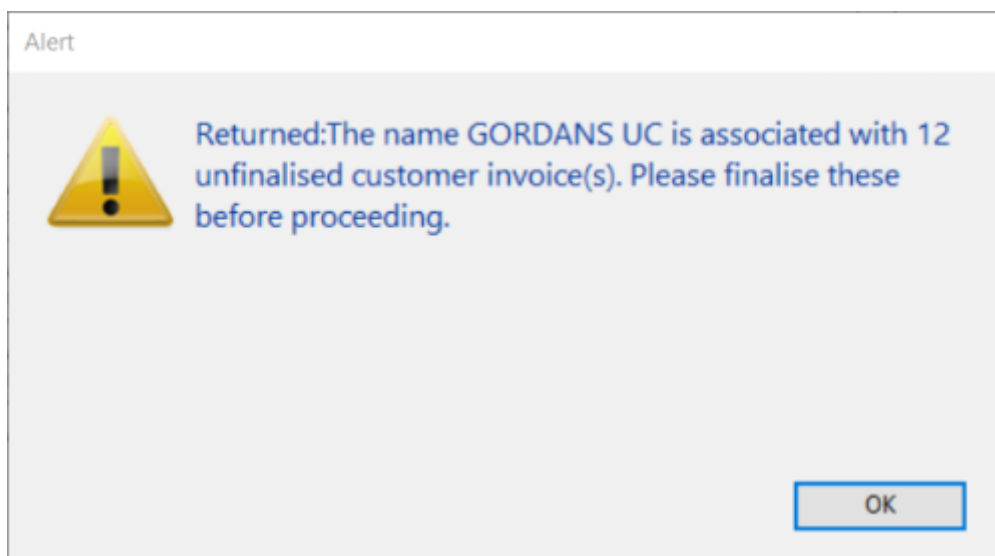 Alert
Returned:The name GORDANS UC is associated with 12
unfinalised customer invoice(s). Please finalise these
before proceeding.
OK